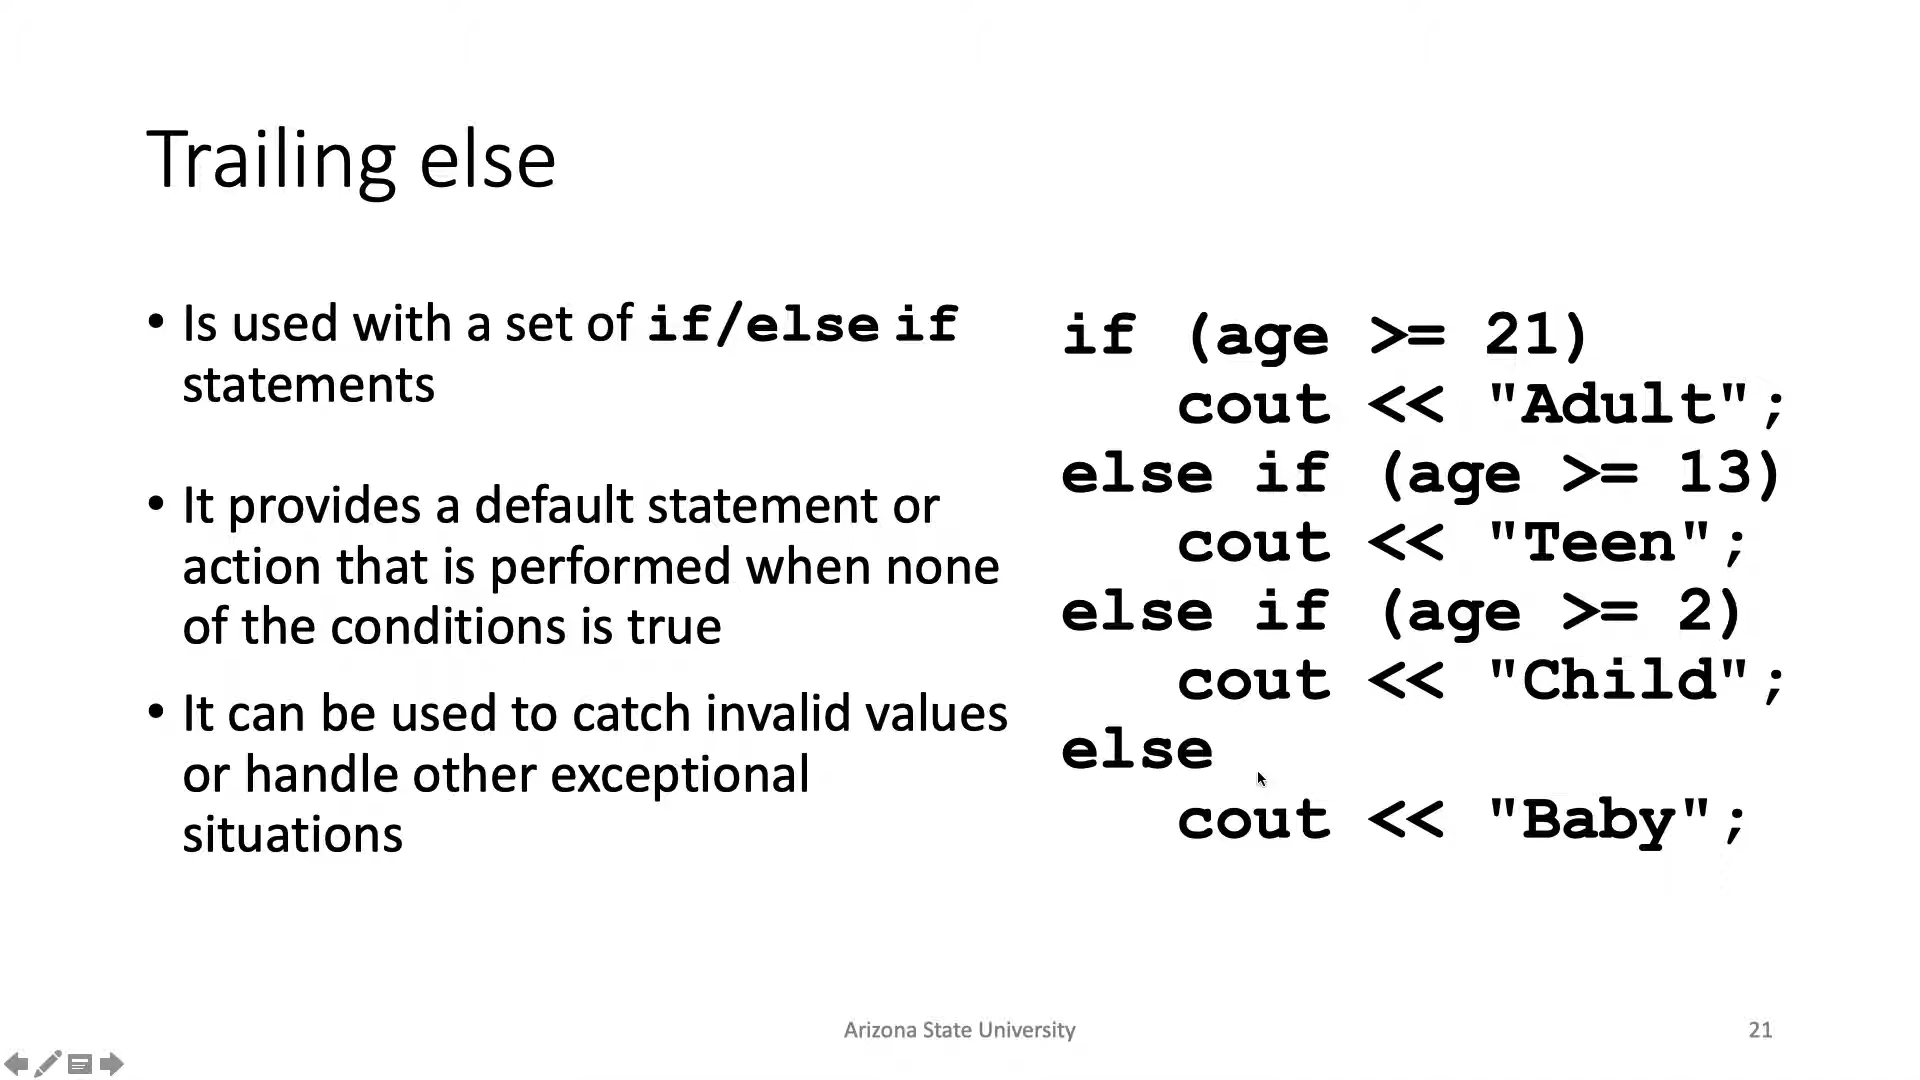 Trailing else
• Is used with a set of if/else if
statements
• It provides a default statement or
action that is performed when none
of the conditions is true
• It can be used to catch invalid values
or handle other exceptional
situations
if (age >= 21)
   cout << "Adult";
else if (age >= 13)
   cout << "Teen";
else if (age >= 2)
   cout << "Child";
else
   cout << "Baby";
Arizona State University
21